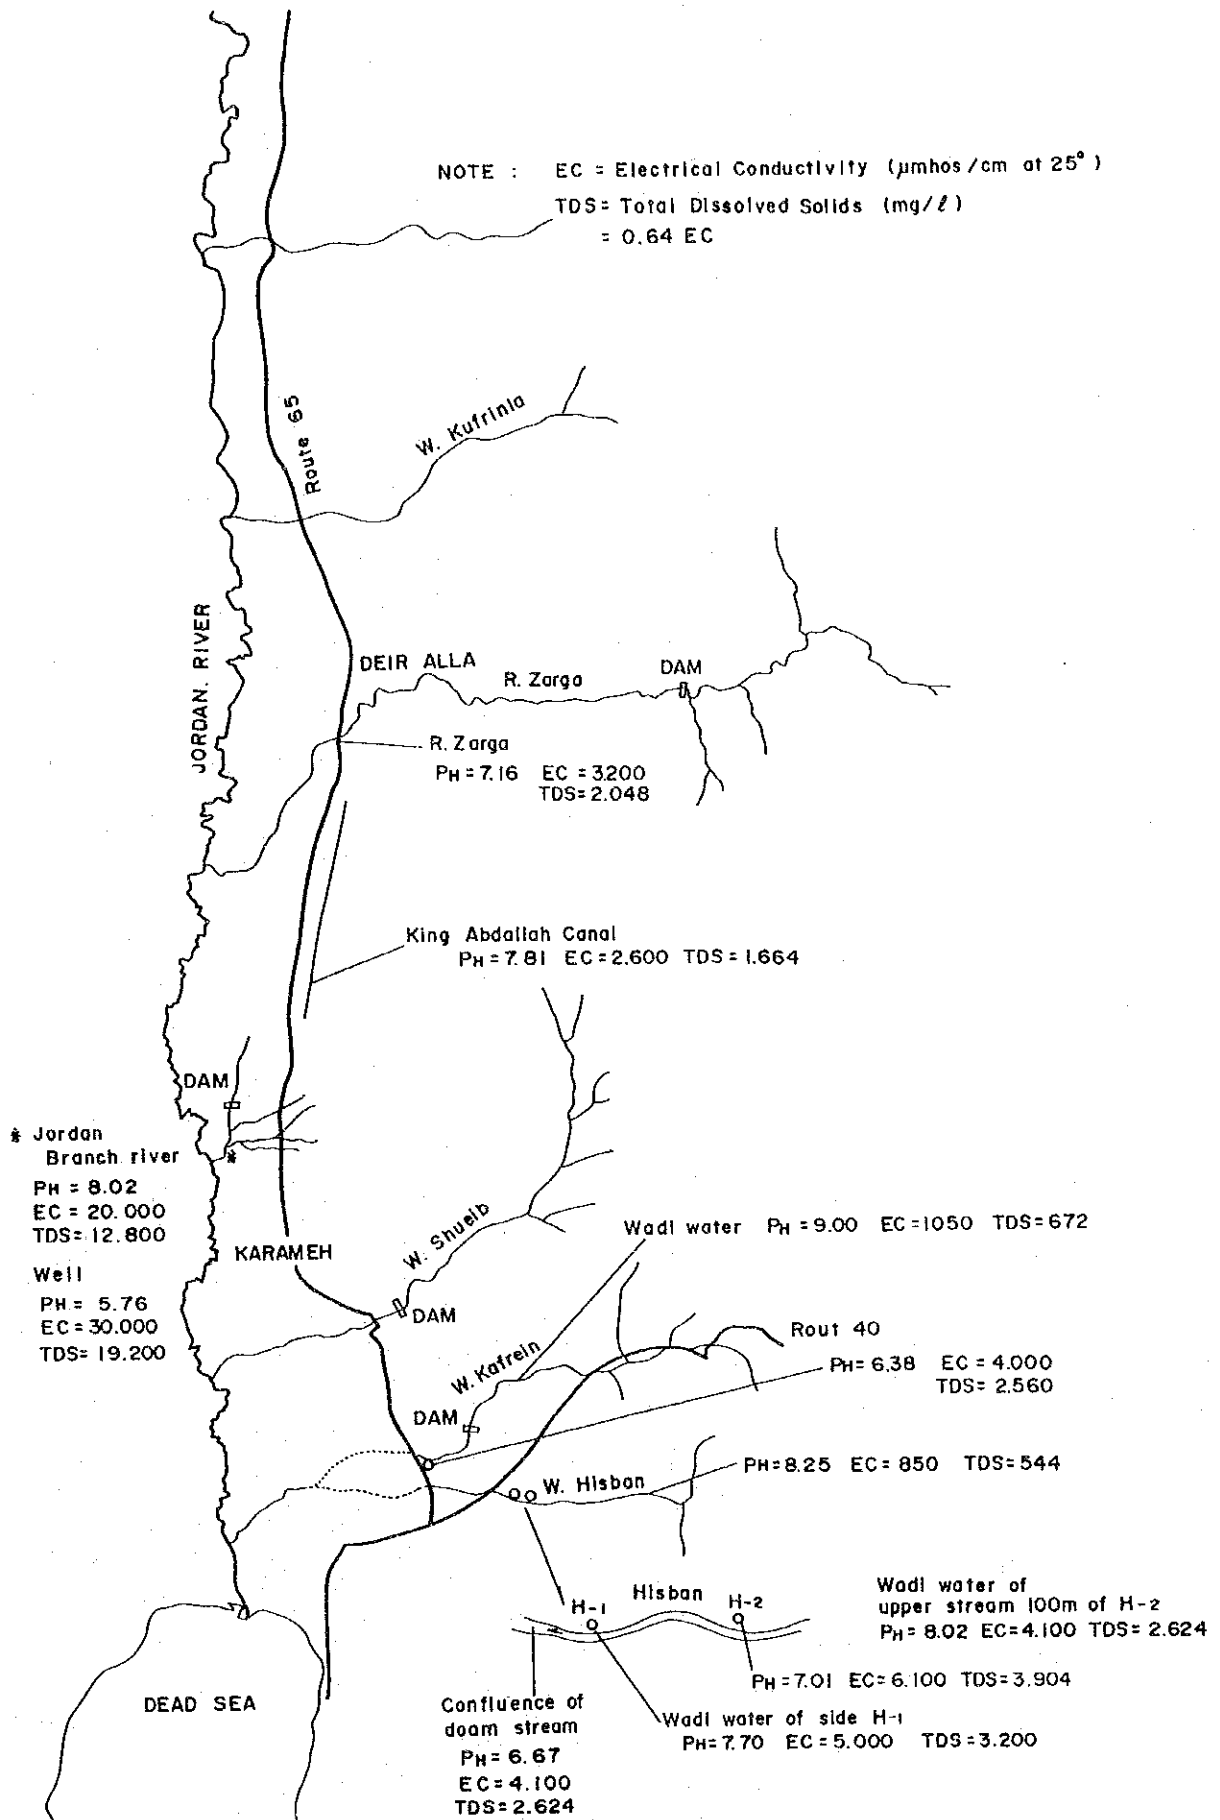 NOTE : EC = Electrical Conductivity (µmhos/cm at 25°)
TDS= Total Dissolved Solids (mg/ℓ)
= 0.64 EC
Route 65
W. Kufrinla
JORDAN. RIVER
DEIR ALLA
R. Zarga
DAM
R. Zarga
PH = 7.16 EC = 3.200
TDS= 2.048
King Abdallah Canal
PH = 7.81 EC = 2.600 TDS = 1.664
DAM
* Jordan
Branch river
*
PH = 8.02
EC = 20.000
TDS= 12.800
KARAMEH
Well
PH = 5.76
EC = 30.000
TDS = 19.200
W. Shueib
DAM
Wadi water PH = 9.00 EC =1050 TDS= 672
Rout 40
W. Kafrein
DAM
PH= 6.38 EC = 4.000
TDS= 2.560
W. Hisban
PH= 8.25 EC = 850 TDS= 544
Hisban
H-1
H-2
Wadi water of
upper stream 100m of H-2
PH = 8.02 EC=4.100 TDS= 2.624
PH = 7.01 EC= 6.100 TDS= 3.904
DEAD SEA
Confluence of
doam stream
PH = 6.67
EC = 4.100
TDS = 2.624
Wadi water of side H-1
PH= 7.70 EC = 5.000 TDS = 3.200